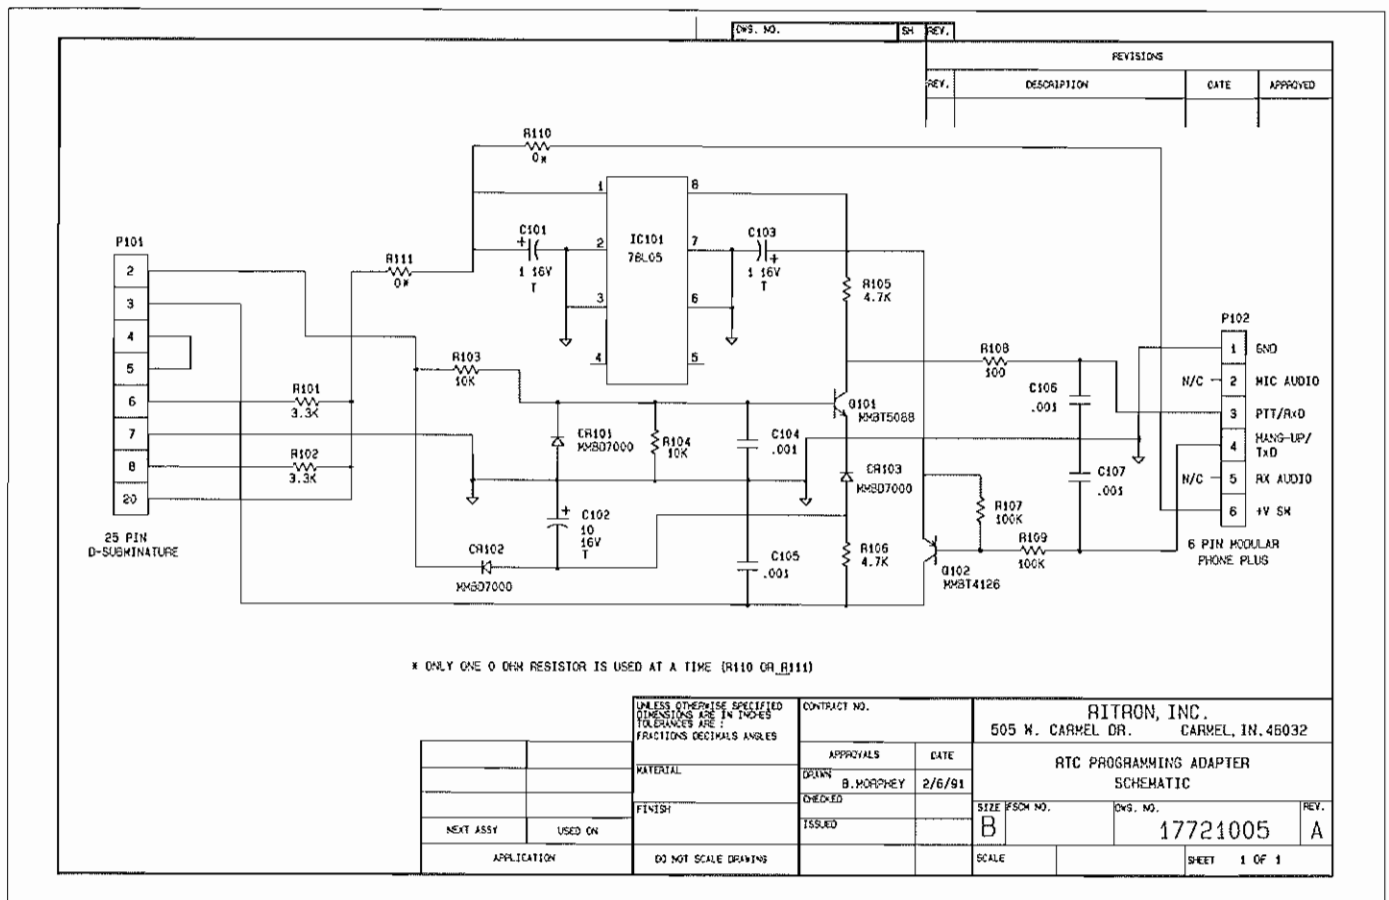 DWG. NO. SH REV.
REVISIONS
REV. DESCRIPTION DATE APPROVED
R110
0*
P101
2
3
4
5
6
7
8
20
25 PIN
D-SUBMINATURE
R111
0*
R101
3.3K
R102
3.3K
C101
+
1 16V
T
1
2
3
4
IC101
78L05
8
7
6
5
C103
+
1 16V
T
R103
10K
CR101
MMBD7000
R104
10K
C104
.001
C102
+
10
16V
T
CR102
MMBD7000
C105
.001
R105
4.7K
Q101
MMBT5088
CR103
MMBD7000
R106
4.7K
R108
100
C106
.001
C107
.001
R107
100K
R109
100K
Q102
MMBT4126
P102
1 GND
N/C 2 MIC AUDIO
3 PTT/RxD
4 HANG-UP/
TxD
N/C 5 RX AUDIO
6 +V SW
6 PIN MODULAR
PHONE PLUS
* ONLY ONE 0 OHM RESISTOR IS USED AT A TIME (R110 OR R111)
NEXT ASSY USED ON
APPLICATION
UNLESS OTHERWISE SPECIFIED
DIMENSIONS ARE IN INCHES
TOLERANCES ARE :
FRACTIONS DECIMALS ANGLES
MATERIAL
FINISH
DO NOT SCALE DRAWING
CONTRACT NO.
APPROVALS DATE
DRAWN
B.MORPHEY 2/6/91
CHECKED
ISSUED
RITRON, INC.
505 W. CARMEL DR. CARMEL, IN. 46032
RTC PROGRAMMING ADAPTER
SCHEMATIC
SIZE FSCM NO. DWG. NO. REV.
B 17721005 A
SCALE SHEET 1 OF 1